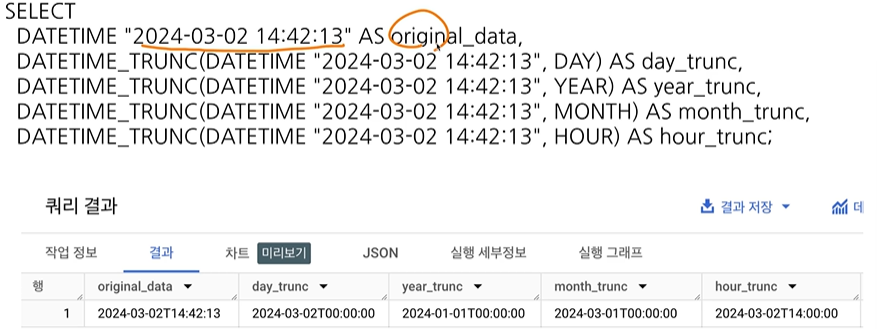 SELECT
DATETIME "2024-03-02 14:42:13" AS original_data,
DATETIME_TRUNC(DATETIME "2024-03-02 14:42:13", DAY) AS day_trunc,
DATETIME_TRUNC(DATETIME "2024-03-02 14:42:13", YEAR) AS year_trunc,
DATETIME_TRUNC(DATETIME "2024-03-02 14:42:13", MONTH) AS month_trunc,
DATETIME_TRUNC(DATETIME "2024-03-02 14:42:13", HOUR) AS hour_trunc;
쿼리 결과 결과 저장 데
작업 정보 결과 차트 미리보기 JSON 실행 세부정보 실행 그래프
행 original_data day_trunc year_trunc month_trunc hour_trunc
1 2024-03-02T14:42:13 2024-03-02T00:00:00 2024-01-01T00:00:00 2024-03-01T00:00:00 2024-03-02T14:00:00